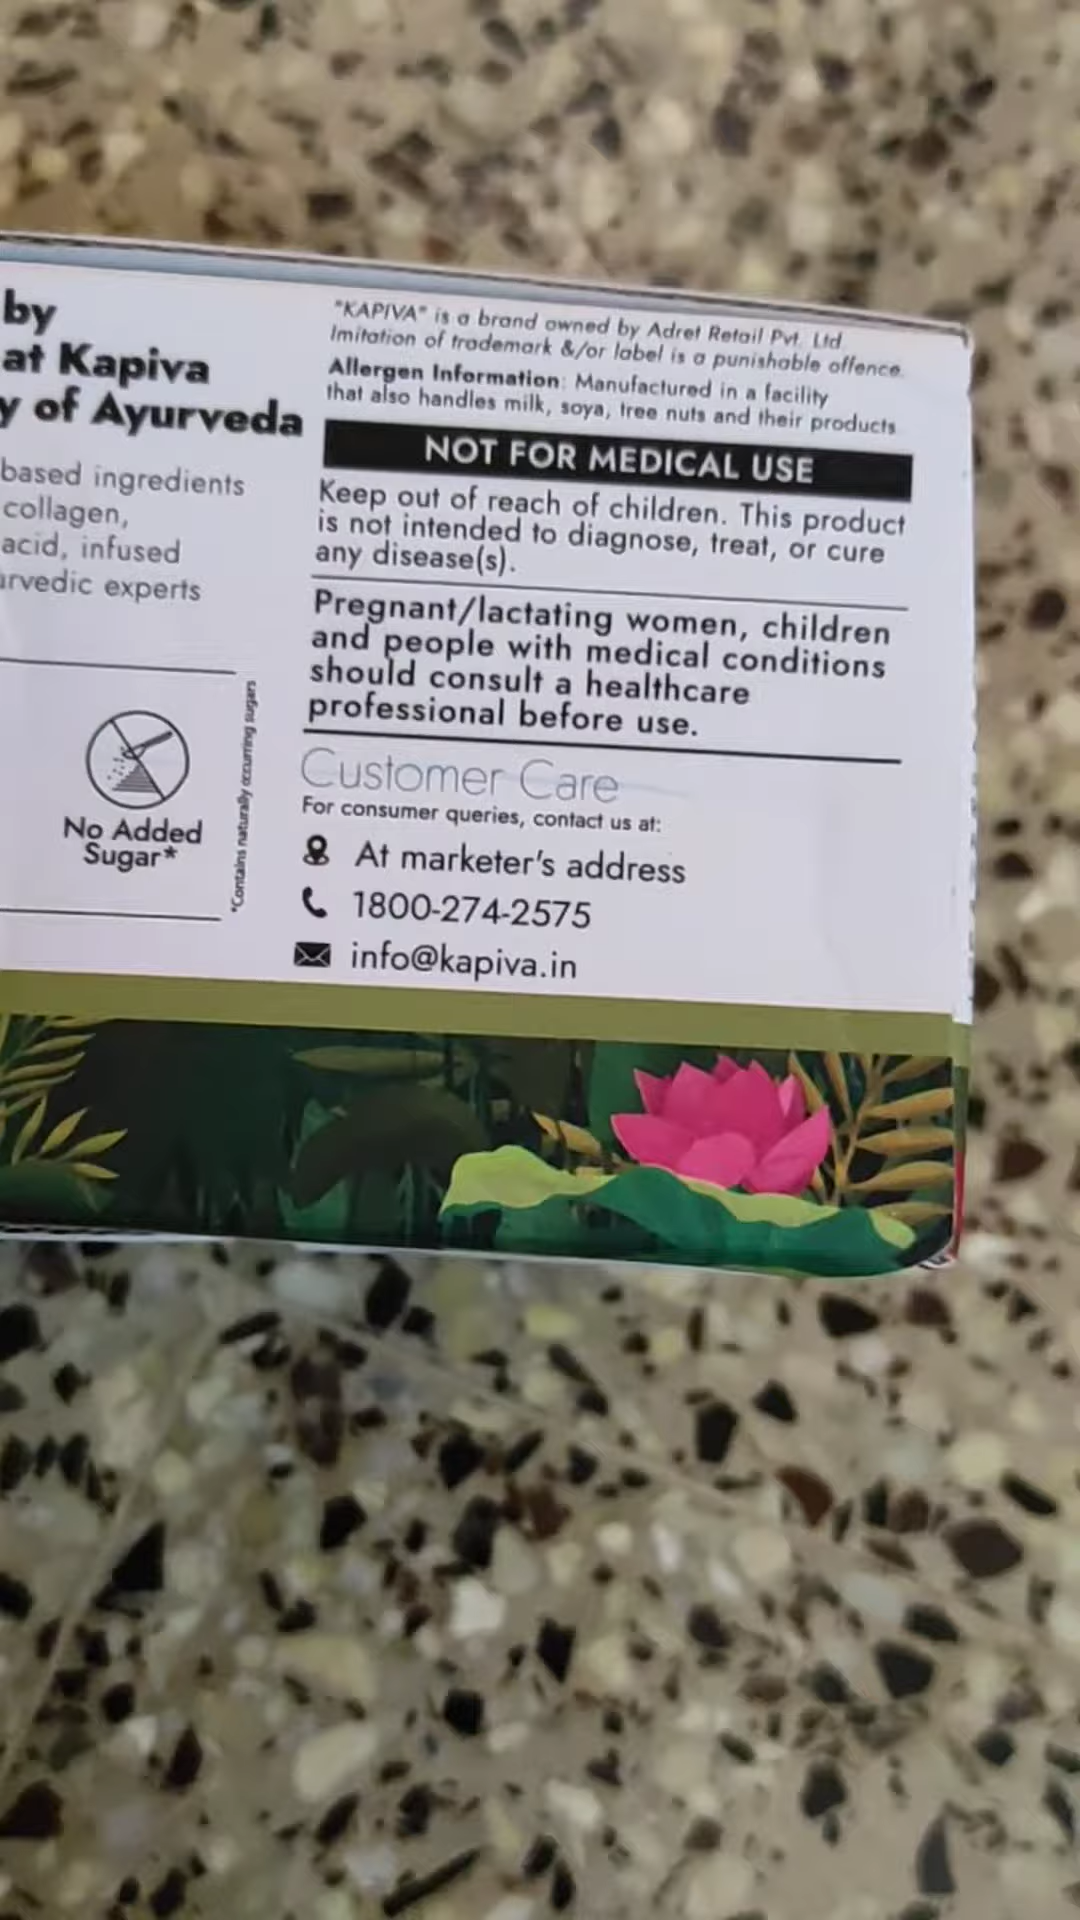 by
at Kapiva
y of Ayurveda
based ingredients
collagen,
acid, infused
rvedic experts
No Added
Sugar*
*Contains naturally occurring sugars
"KAPIVA" is a brand owned by Adret Retail Pvt. Ltd
Imitation of trademark &/or label is a punishable offence.
Allergen Information: Manufactured in a facility
that also handles milk, soya, tree nuts and their products
NOT FOR MEDICAL USE
Keep out of reach of children. This product
is not intended to diagnose, treat, or cure
any disease(s).
Pregnant/lactating women, children
and people with medical conditions
should consult a healthcare
professional before use.
Customer Care
For consumer queries, contact us at:
At marketer's address
1800-274-2575
info@kapiva.in